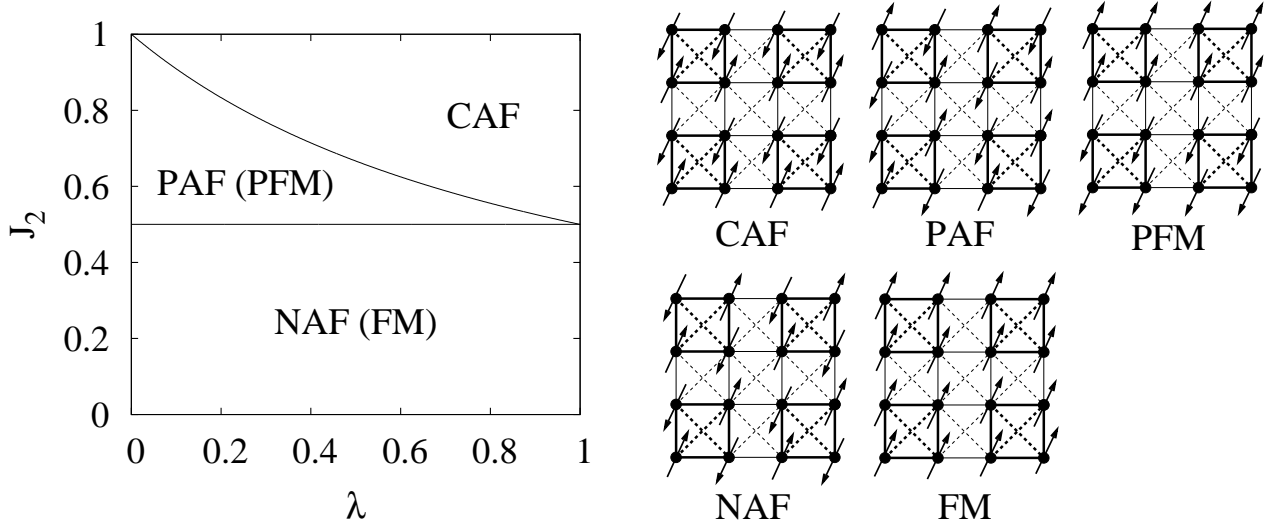 1
0.8
0.6
0.4
0.2
0
J2
CAF
PAF (PFM)
NAF (FM)
0 0.2 0.4 0.6 0.8 1
λ
CAF PAF PFM
NAF FM